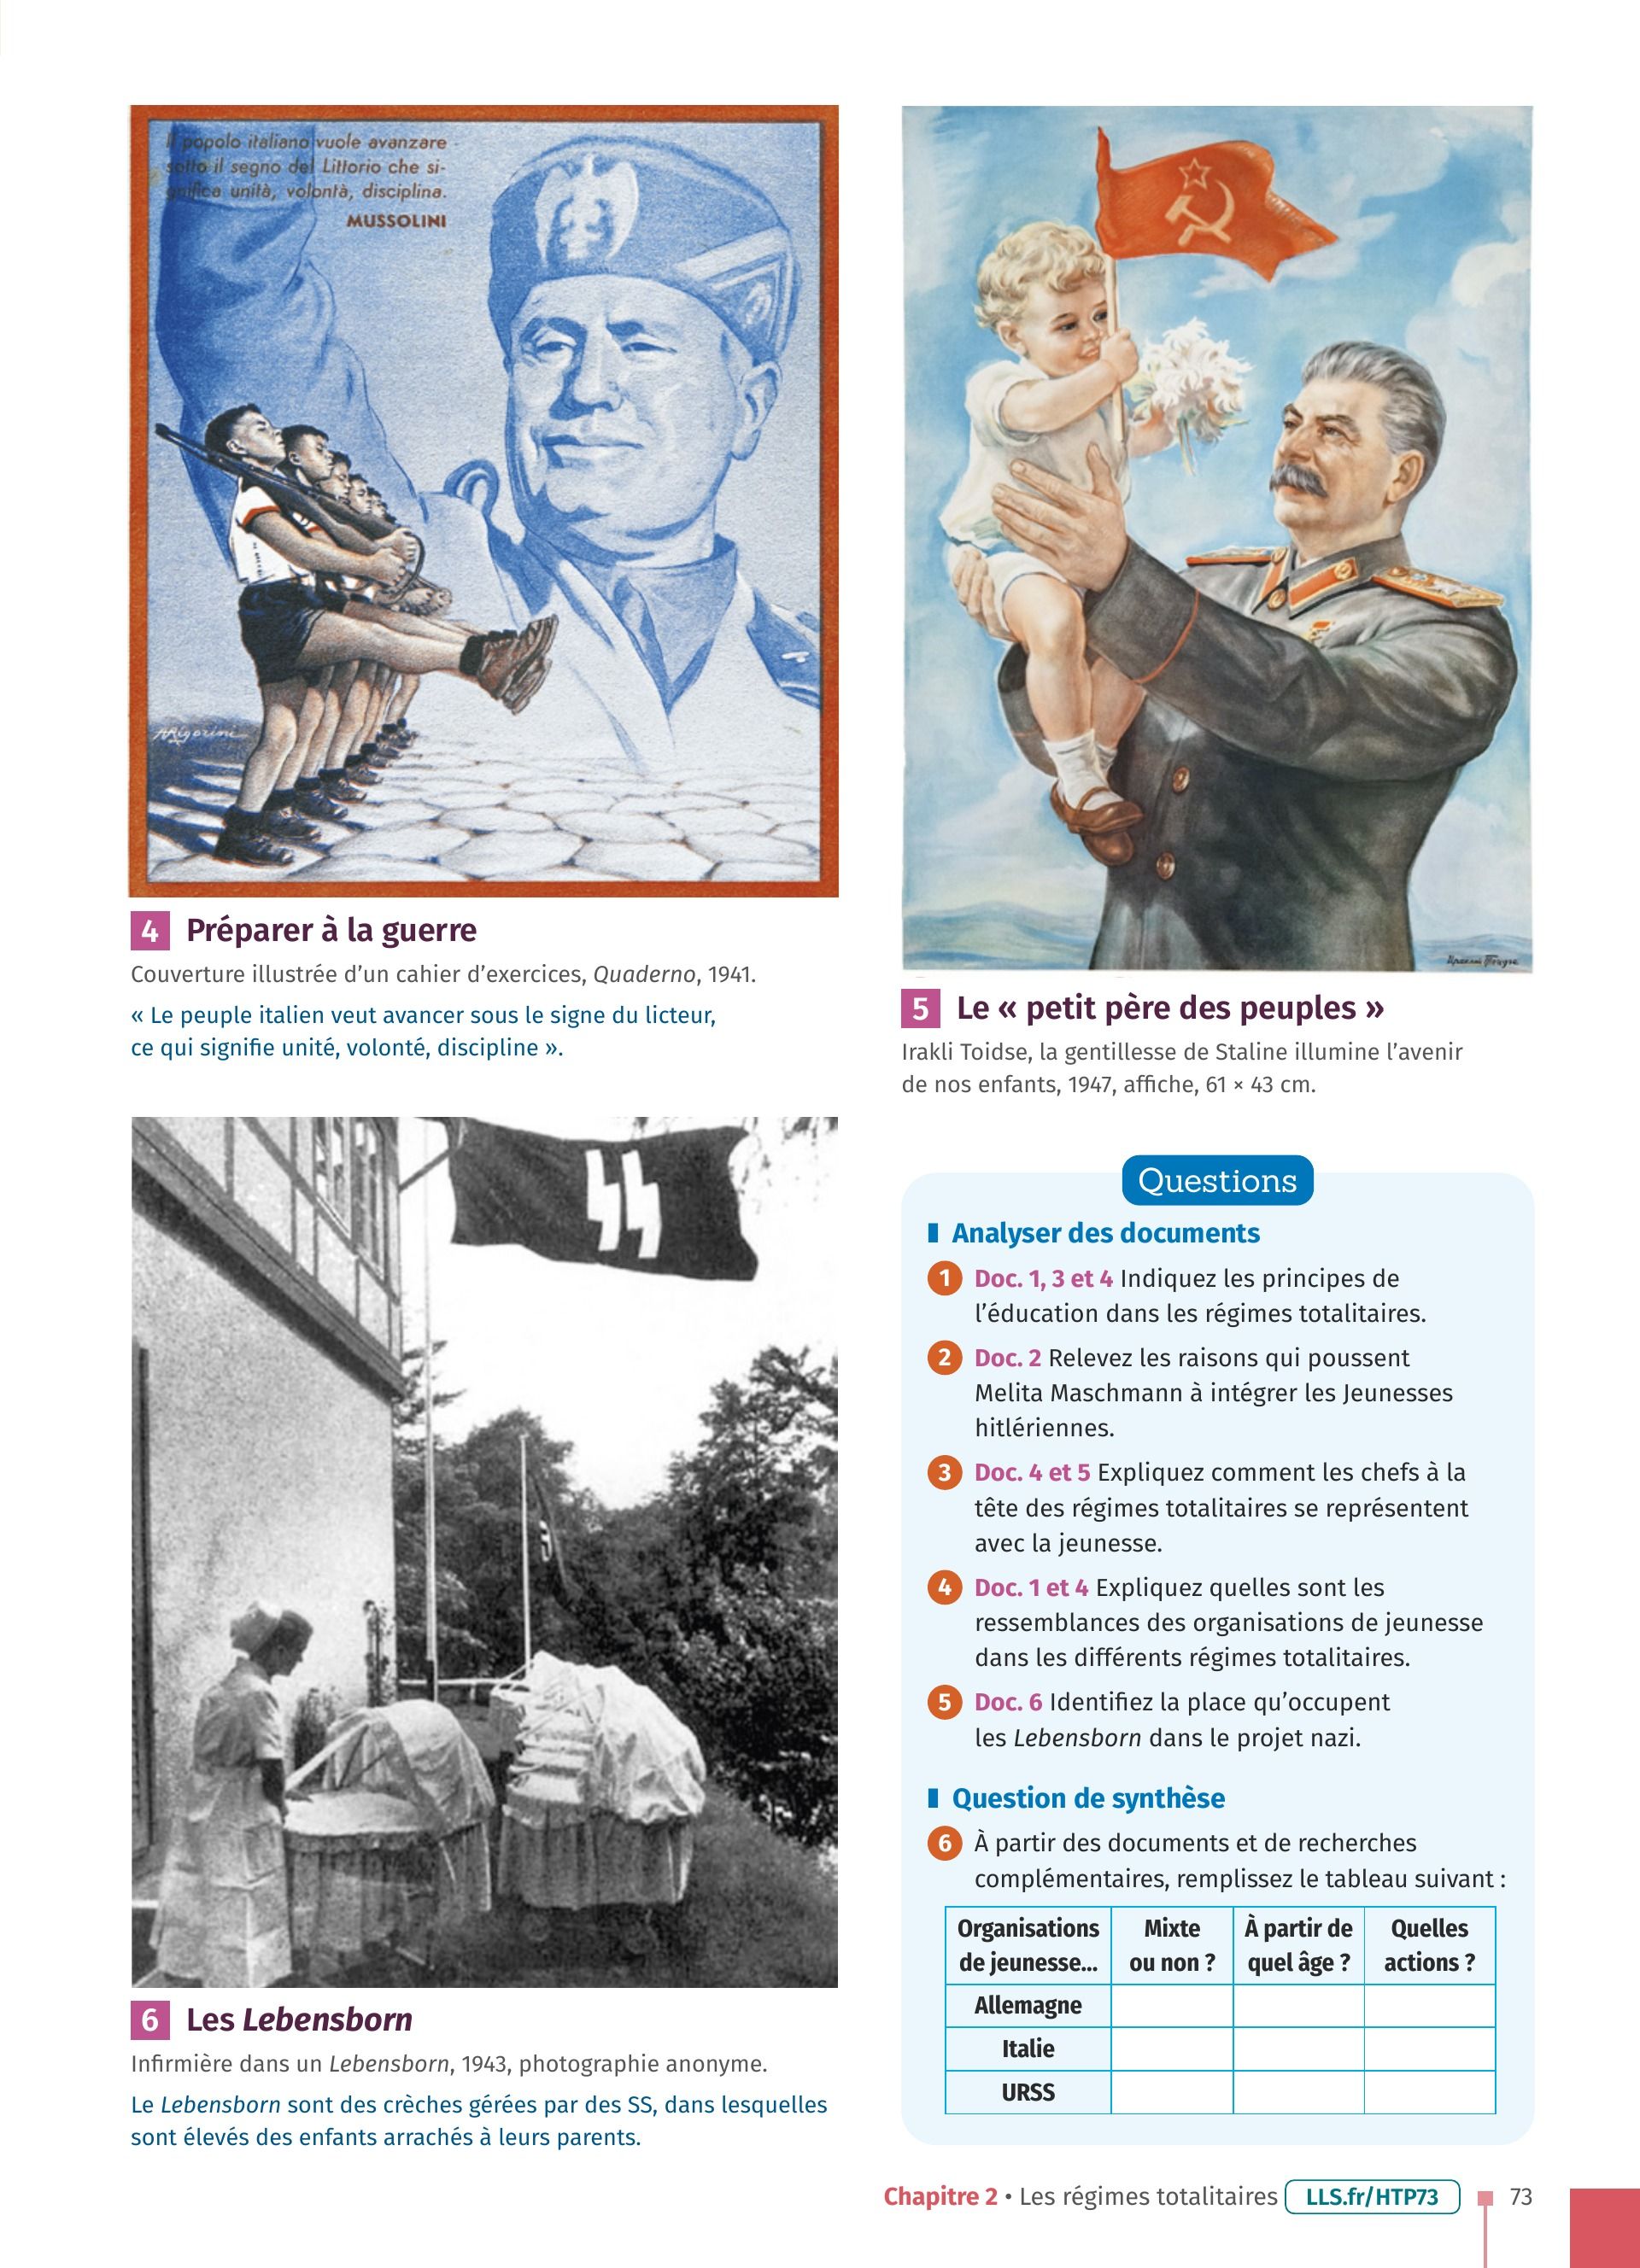 Il popolo italiano vuole avanzare
sotto il segno del Littorio che si-
gnifica unità, volontà, disciplina.
MUSSOLINI
4 Préparer à la guerre
Couverture illustrée d’un cahier d’exercices, Quaderno, 1941.
« Le peuple italien veut avancer sous le signe du licteur,
ce qui signifie unité, volonté, discipline ».
5 Le « petit père des peuples »
Irakli Toidse, la gentillesse de Staline illumine l’avenir
de nos enfants, 1947, affiche, 61 × 43 cm.
6 Les Lebensborn
Infirmière dans un Lebensborn, 1943, photographie anonyme.
Le Lebensborn sont des crèches gérées par des SS, dans lesquelles
sont élevés des enfants arrachés à leurs parents.
Questions
Analyser des documents
1 Doc. 1, 3 et 4 Indiquez les principes de
l’éducation dans les régimes totalitaires.
2 Doc. 2 Relevez les raisons qui poussent
Melita Maschmann à intégrer les Jeunesses
hitlériennes.
3 Doc. 4 et 5 Expliquez comment les chefs à la
tête des régimes totalitaires se représentent
avec la jeunesse.
4 Doc. 1 et 4 Expliquez quelles sont les
ressemblances des organisations de jeunesse
dans les différents régimes totalitaires.
5 Doc. 6 Identifiez la place qu’occupent
les Lebensborn dans le projet nazi.
Question de synthèse
6 À partir des documents et de recherches
complémentaires, remplissez le tableau suivant :
Organisations Mixte À partir de Quelles
de jeunesse... ou non ? quel âge ? actions ?
Allemagne
Italie
URSS
Chapitre 2 • Les régimes totalitaires LLS.fr/HTP73 73